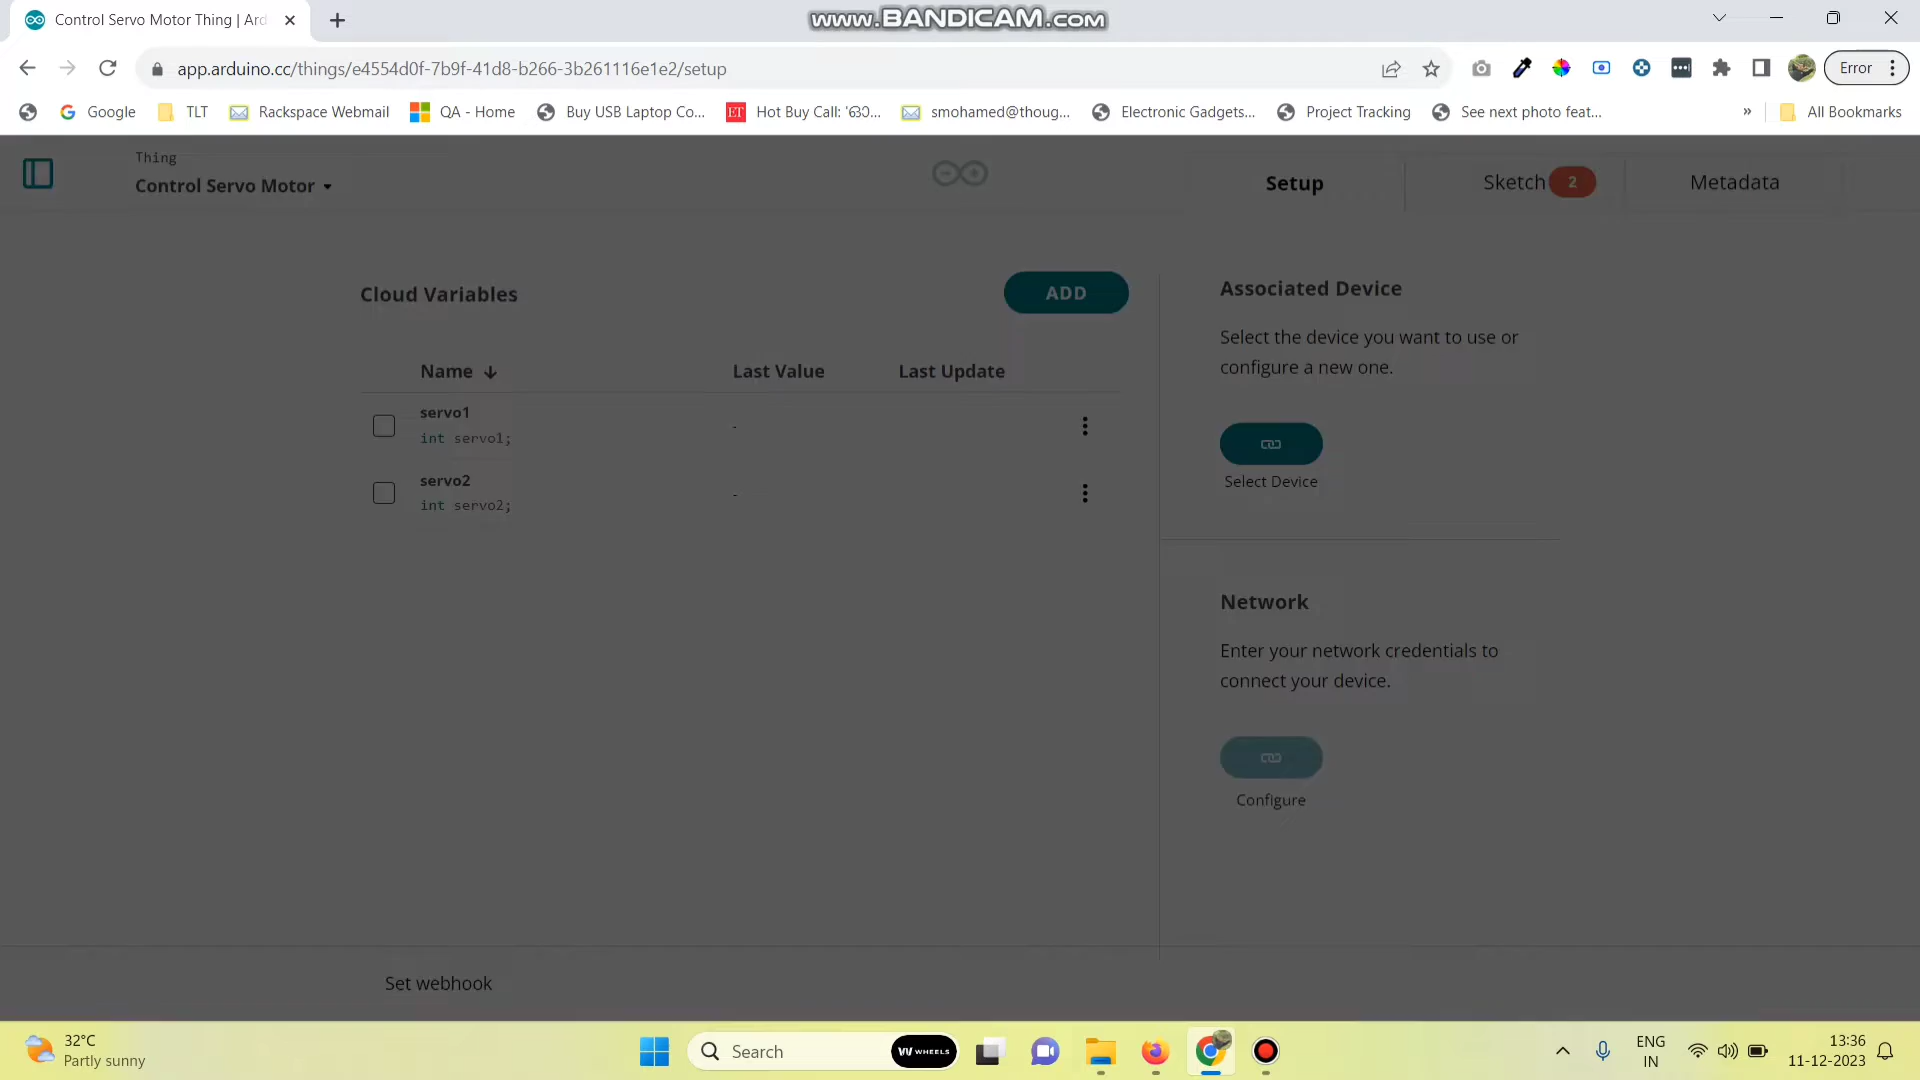 Control Servo Motor Thing | Ard
www.BANDICAM.com
app.arduino.cc/things/e4554d0f-7b9f-41d8-b266-3b261116e1e2/setup
Error
Google
TLT
Rackspace Webmail
QA - Home
Buy USB Laptop Co...
ET
Hot Buy Call: 'ഓ...
smohamed@thoug...
Electronic Gadgets...
Project Tracking
See next photo feat...
»
All Bookmarks
Thing
Control Servo Motor
Setup
Sketch 2
Metadata
Cloud Variables
ADD
Name
Last Value
Last Update
servo1
int servo1;
-
servo2
int servo2;
-
Associated Device
Select the device you want to use or
configure a new one.
Select Device
Network
Enter your network credentials to
connect your device.
Configure
Set webhook
32°C
Partly sunny
Search
WHEELS
ENG
IN
13:36
11-12-2023